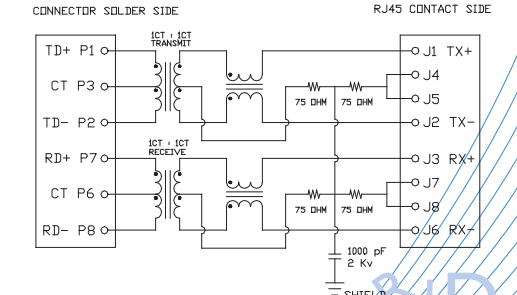 CONNECTOR SOLDER SIDE
RJ45 CONTACT SIDE
1CT : 1CT
TRANSMIT
TD+ P1
J1 TX+
J4
CT P3
75 OHM
75 OHM
J5
TD- P2
J2 TX-
1CT : 1CT
RECEIVE
RD+ P7
J3 RX+
J7
CT P6
75 OHM
75 OHM
J8
RD- P8
J6 RX-
1000 pF
2 Kv
SHIELD